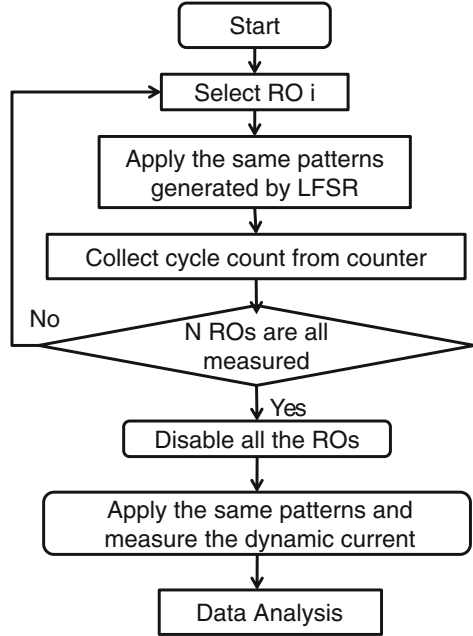 Start
Select RO i
Apply the same patterns
generated by LFSR
Collect cycle count from counter
No
N ROs are all
measured
Yes
Disable all the ROs
Apply the same patterns and
measure the dynamic current
Data Analysis